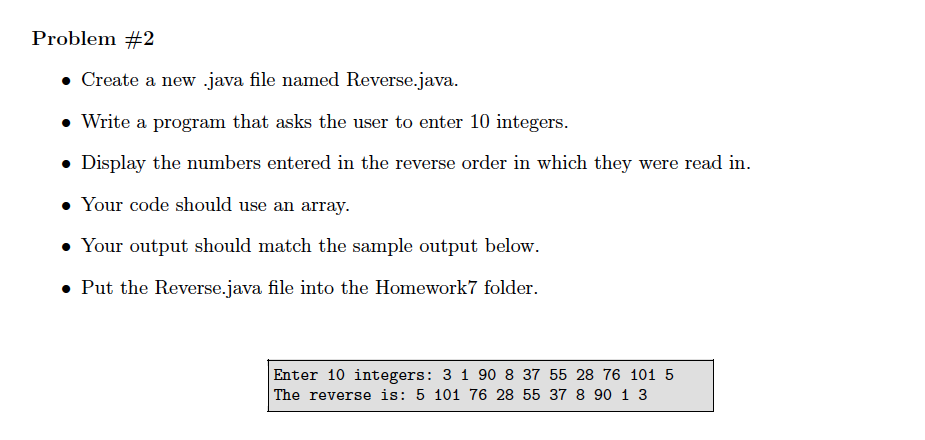 Problem #2
• Create a new .java file named Reverse.java.
• Write a program that asks the user to enter 10 integers.
• Display the numbers entered in the reverse order in which they were read in.
• Your code should use an array.
• Your output should match the sample output below.
• Put the Reverse.java file into the Homework7 folder.
Enter 10 integers: 3 1 90 8 37 55 28 76 101 5
The reverse is: 5 101 76 28 55 37 8 90 1 3